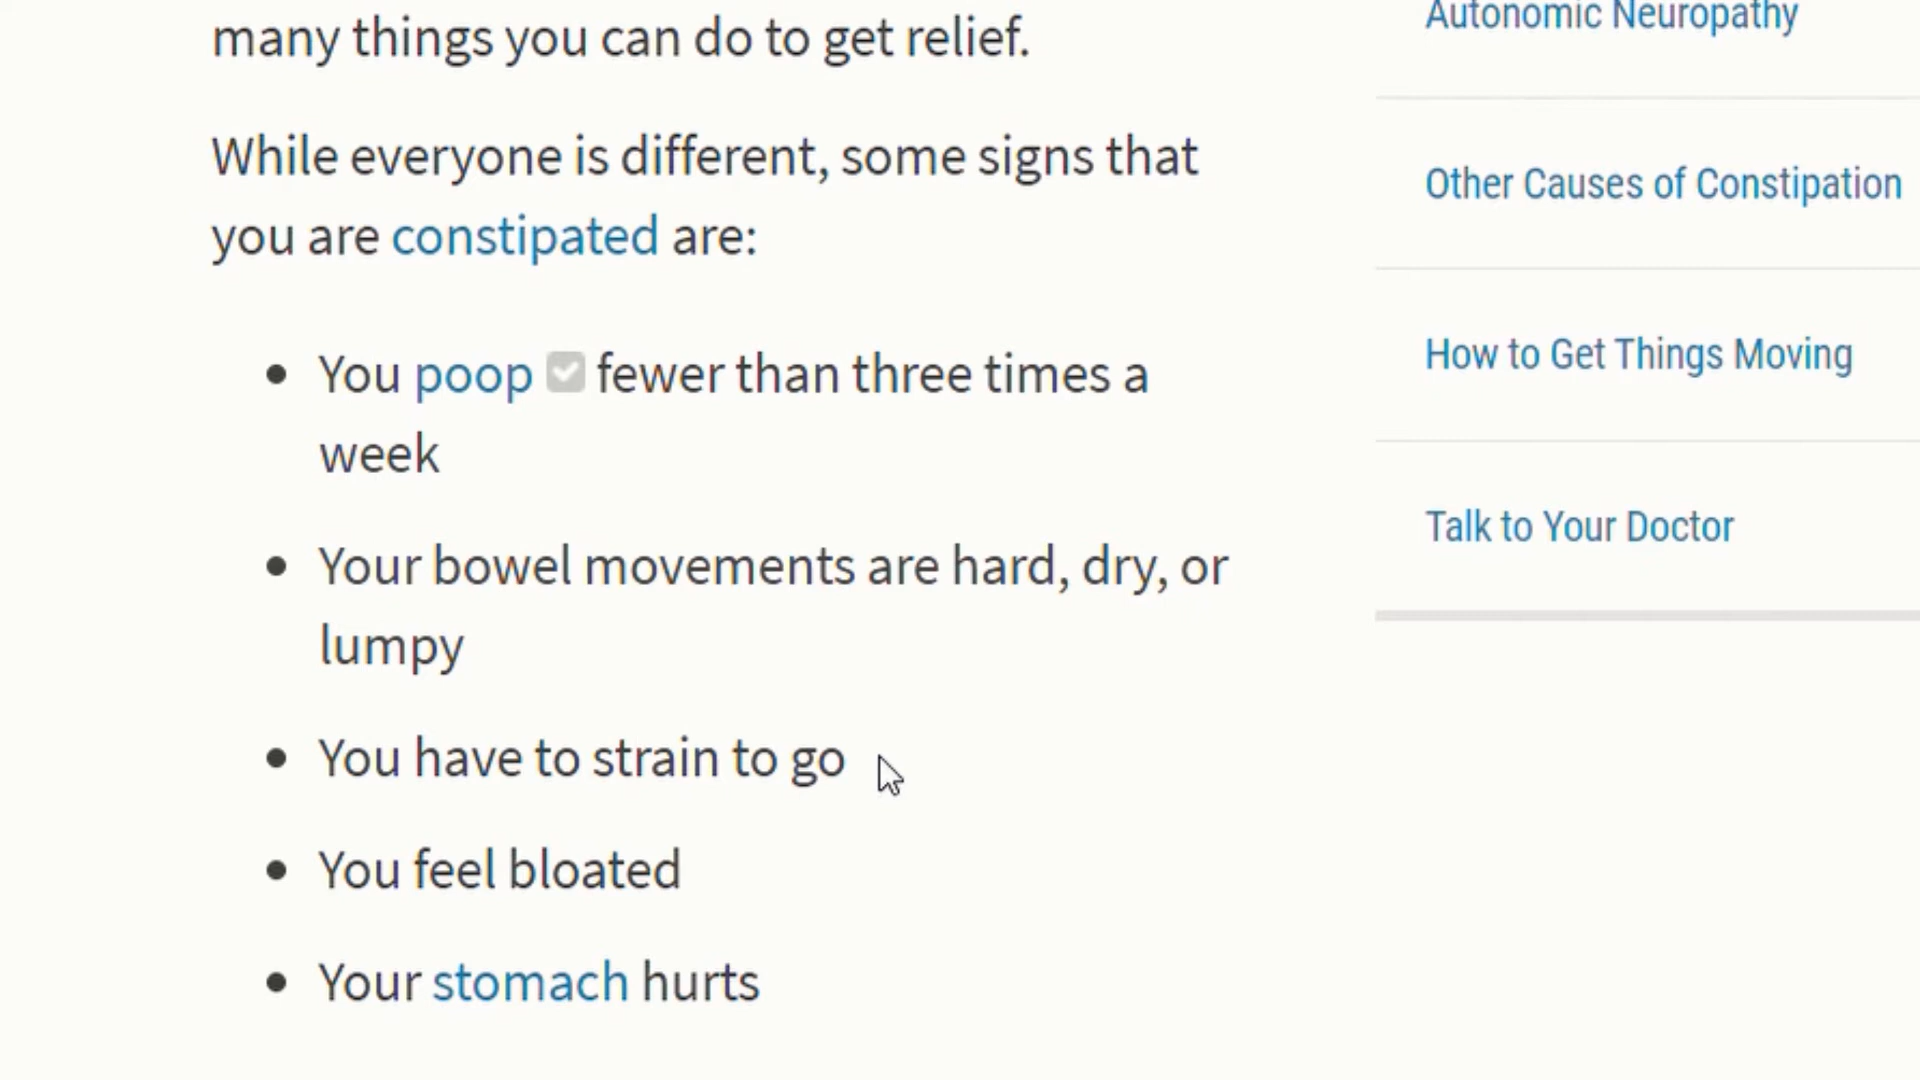 many things you can do to get relief.
While everyone is different, some signs that
you are constipated are:
• You poop fewer than three times a
week
• Your bowel movements are hard, dry, or
lumpy
• You have to strain to go
• You feel bloated
• Your stomach hurts
Autonomic Neuropathy
Other Causes of Constipation
How to Get Things Moving
Talk to Your Doctor